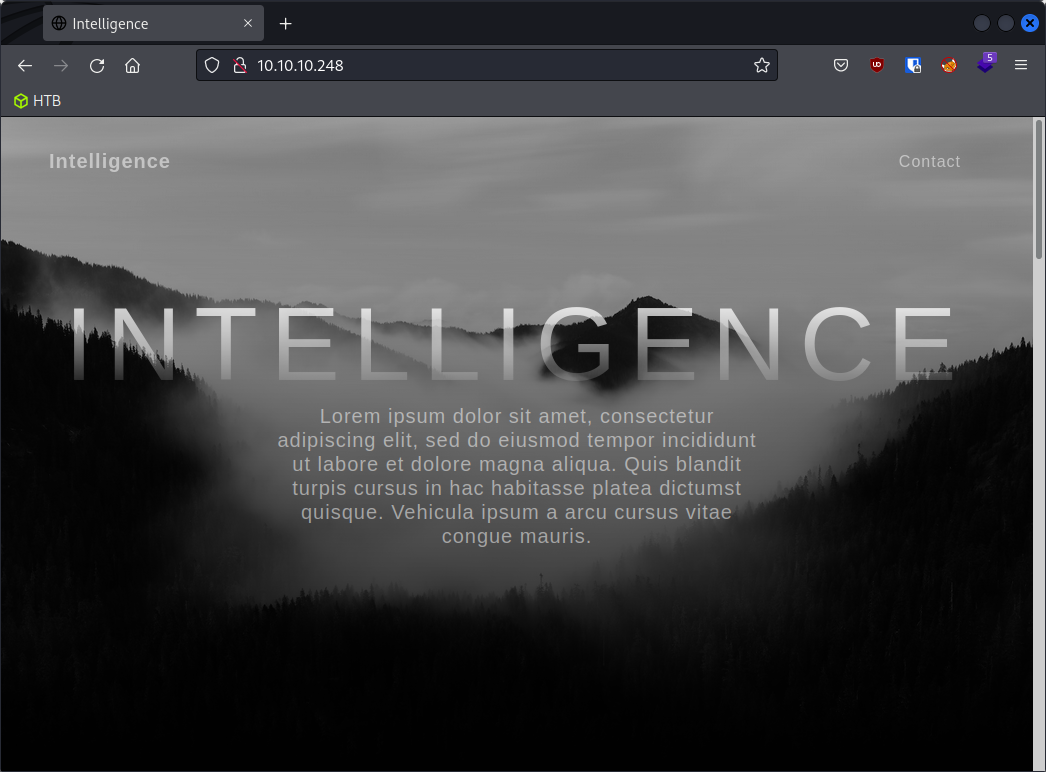 Intelligence
10.10.10.248
5
HTB
Intelligence
Contact
INTELLIGENCE
Lorem ipsum dolor sit amet, consectetur
adipiscing elit, sed do eiusmod tempor incididunt
ut labore et dolore magna aliqua. Quis blandit
turpis cursus in hac habitasse platea dictumst
quisque. Vehicula ipsum a arcu cursus vitae
congue mauris.